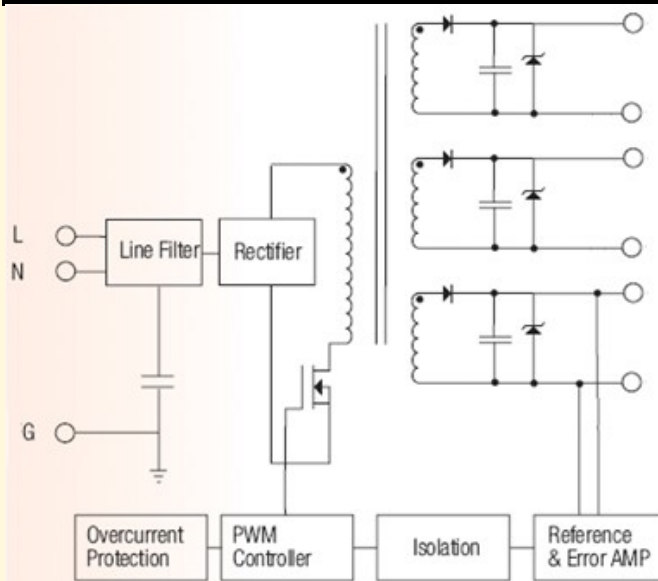 L
N
Line Filter
Rectifier
G
Overcurrent
Protection
PWM
Controller
Isolation
Reference
& Error AMP